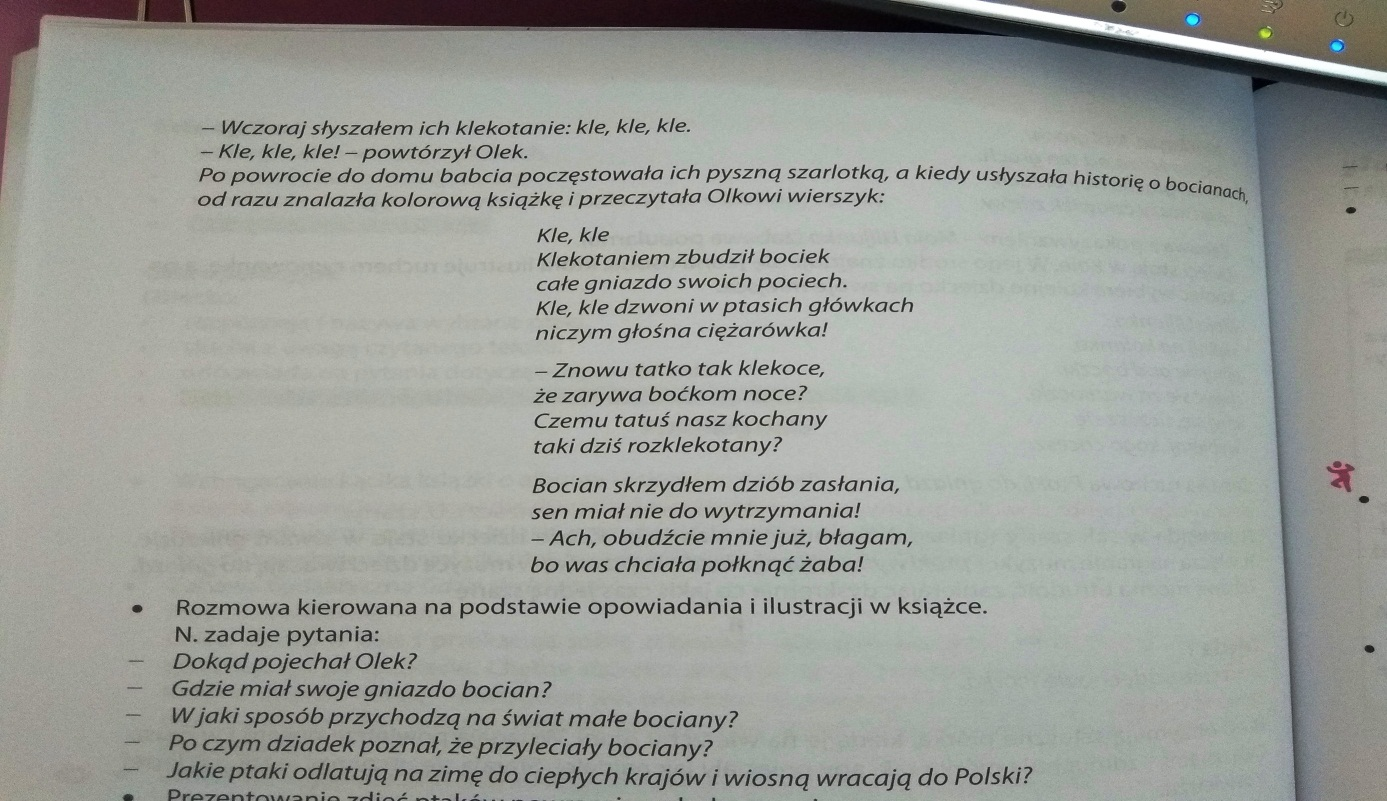 – Wczoraj słyszałem ich klekotanie: kle, kle, kle.
– Kle, kle, kle! – powtórzył Olek.
Po powrocie do domu babcia poczęstowała ich pyszną szarlotką, a kiedy usłyszała historię o bocianach,
od razu znalazła kolorową książkę i przeczytała Olkowi wierszyk:
Kle, kle
Klekotaniem zbudził bociek
całe gniazdo swoich pociech.
Kle, kle dzwoni w ptasich główkach
niczym głośna ciężarówka!
– Znowu tatko tak klekoce,
że zarywa boćkom noce?
Czemu tatuś nasz kochany
taki dziś rozklekotany?
Bocian skrzydłem dziób zasłania,
sen miał nie do wytrzymania!
– Ach, obudźcie mnie już, błagam,
bo was chciała połknąć żaba!
• Rozmowa kierowana na podstawie opowiadania i ilustracji w książce.
N. zadaje pytania:
– Dokąd pojechał Olek?
– Gdzie miał swoje gniazdo bocian?
– W jaki sposób przychodzą na świat małe bociany?
– Po czym dziadek poznał, że przyleciały bociany?
– Jakie ptaki odlatują na zimę do ciepłych krajów i wiosną wracają do Polski?
• Prezentowanie zdjęć ptaków